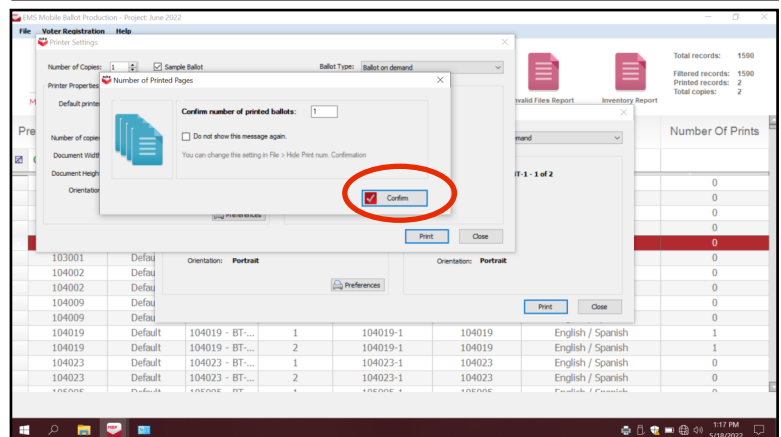 EMS Mobile Ballot Production - Project: June 2022
File Voter Registration Help
Printer Settings
Number of Copies: 1 Sample Ballot Ballot Type: Ballot on demand
Total records: 1590
Filtered records: 1590
Printed records: 2
Total copies: 2
Printer Properties
Number of Printed Pages
Default printe
Invalid Files Report Inventory Report
Confirm number of printed ballots: 1
Pre
Number Of Prints
Number of copie
Do not show this message again.
mand
Document Widt
You can change this setting in File > Hide Print num. Confirmation
Document Heigh
T-1 - 1 of 2
Orientation
Confirm
0
0
Preferences
0
0
Print Close
0
103001 Defau Orientation: Portrait Orientation: Portrait 0
104002 Defau 0
104002 Defau Preferences 0
104009 Defau Print Close 0
104009 Defau 0
104019 Default 104019 - BT-... 1 104019-1 104019 English / Spanish 1
104019 Default 104019 - BT-... 2 104019-1 104019 English / Spanish 1
104023 Default 104023 - BT-... 1 104023-1 104023 English / Spanish 0
104023 Default 104023 - BT-... 2 104023-1 104023 English / Spanish 0
1:17 PM
5/18/2022